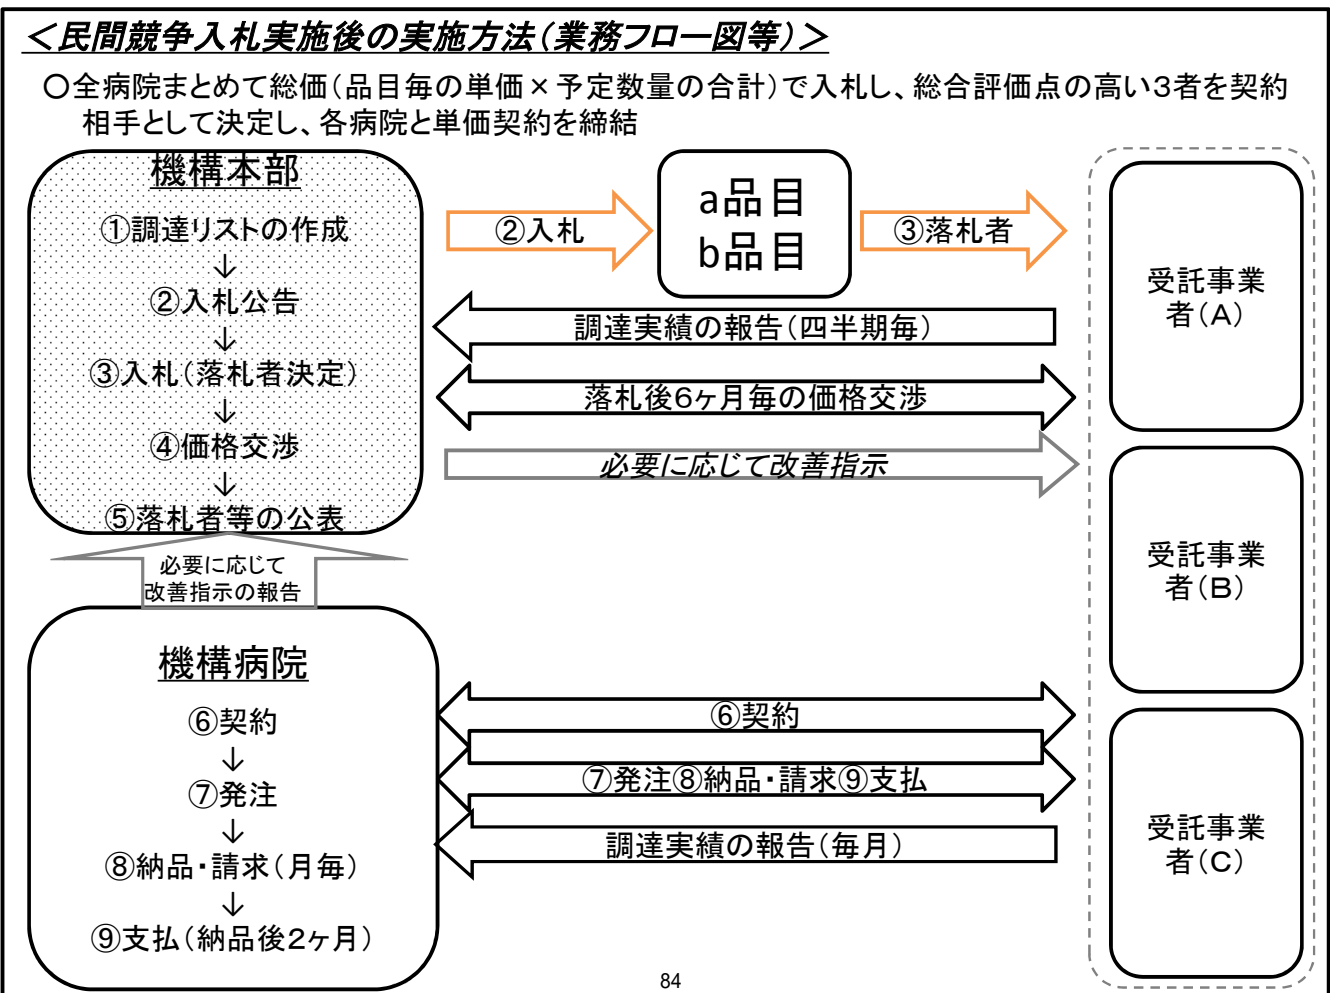 ＜民間競争入札実施後の実施方法（業務フロー図等）＞
○全病院まとめて総価（品目毎の単価×予定数量の合計）で入札し、総合評価点の高い３者を契約
相手として決定し、各病院と単価契約を締結
機構本部
①調達リストの作成
↓
②入札公告
↓
③入札（落札者決定）
↓
④価格交渉
↓
⑤落札者等の公表
②入札
a品目
b品目
③落札者
調達実績の報告（四半期毎）
落札後６ヶ月毎の価格交渉
必要に応じて改善指示
受託事業
者（Ａ）
受託事業
者（Ｂ）
受託事業
者（Ｃ）
必要に応じて
改善指示の報告
機構病院
⑥契約
↓
⑦発注
↓
⑧納品・請求（月毎）
↓
⑨支払（納品後２ヶ月）
⑥契約
⑦発注⑧納品・請求⑨支払
調達実績の報告（毎月）
84